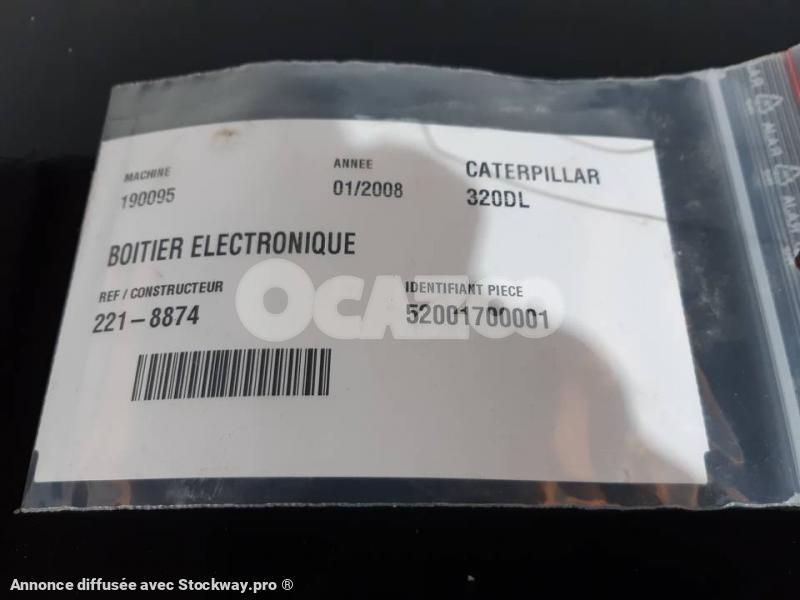 MACHINE
190095
ANNEE
01/2008
CATERPILLAR
320DL
BOITIER ELECTRONIQUE
REF / CONSTRUCTEUR
221-8874
IDENTIFIANT PIECE
52001700001
OCAZOO
Annonce diffusée avec Stockway.pro ®